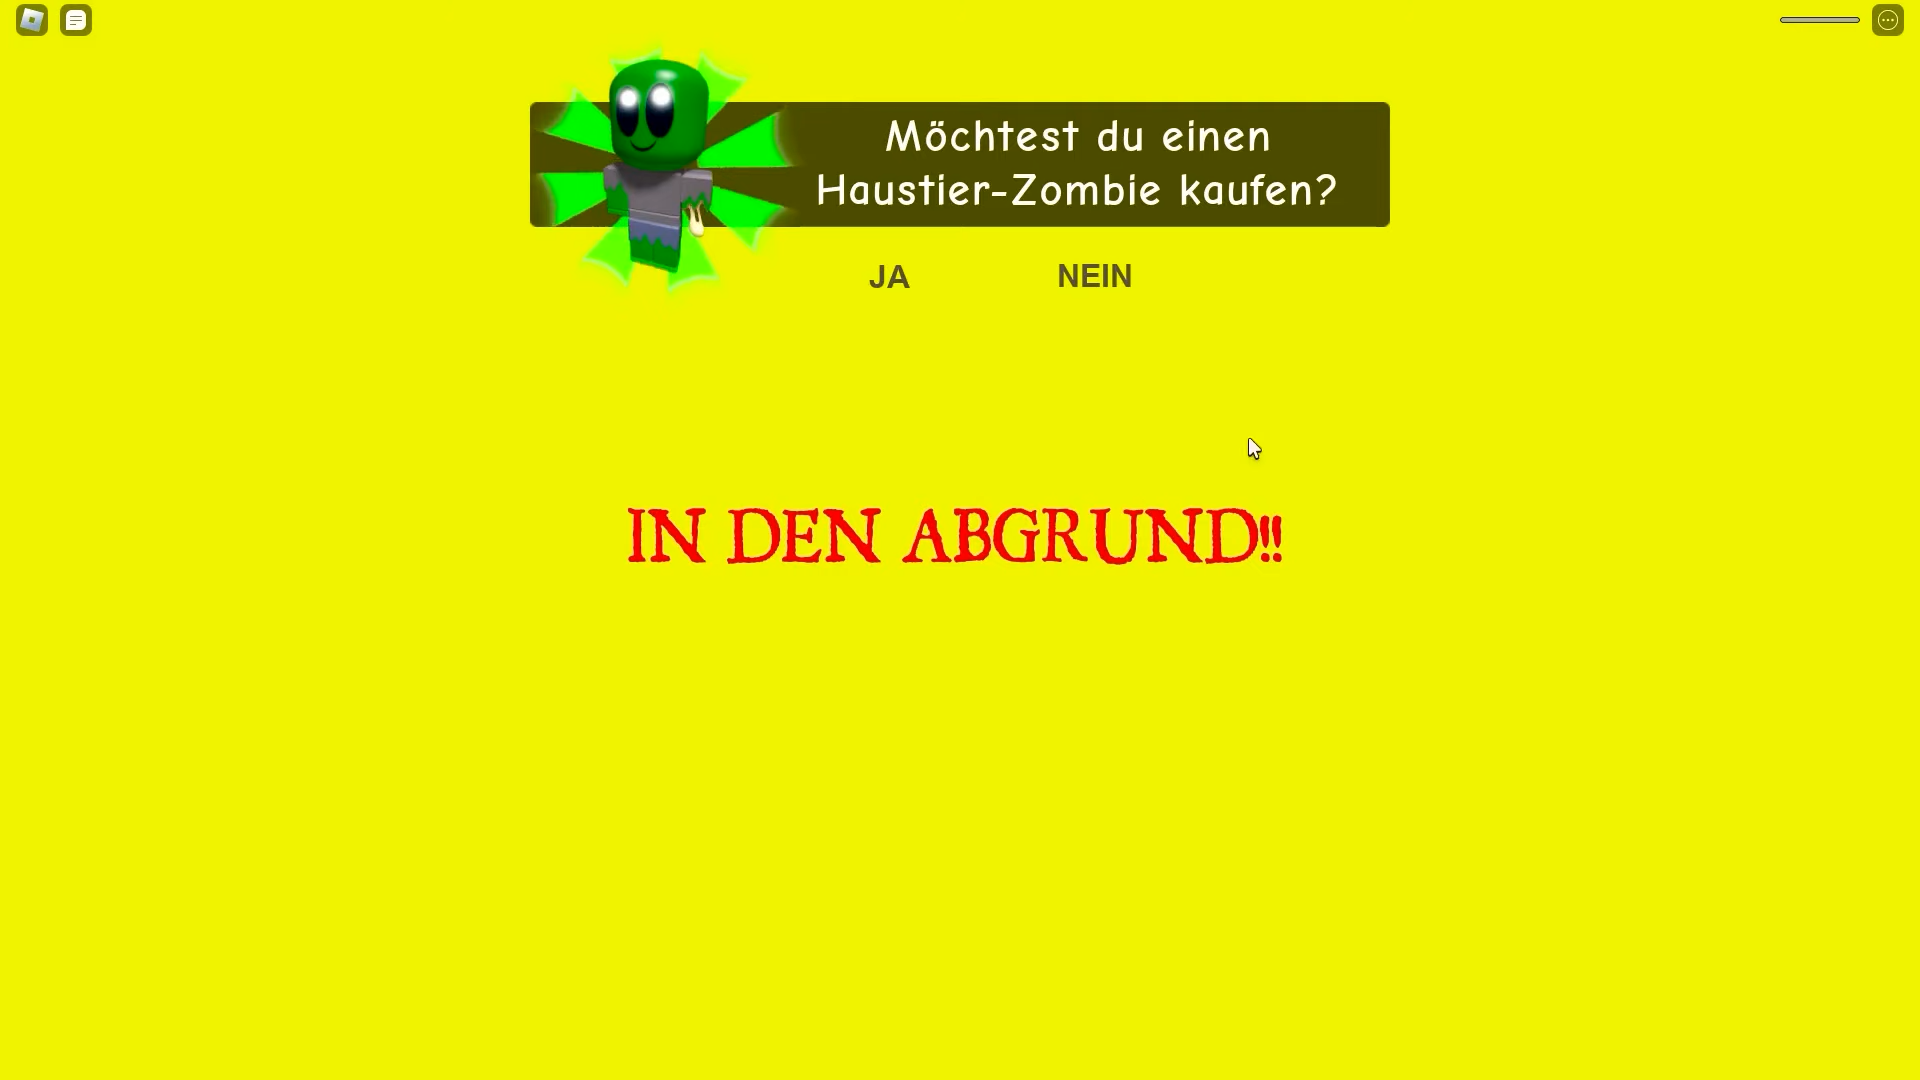 Möchtest du einen
Haustier-Zombie kaufen?
JA NEIN
IN DEN ABGRUND!!